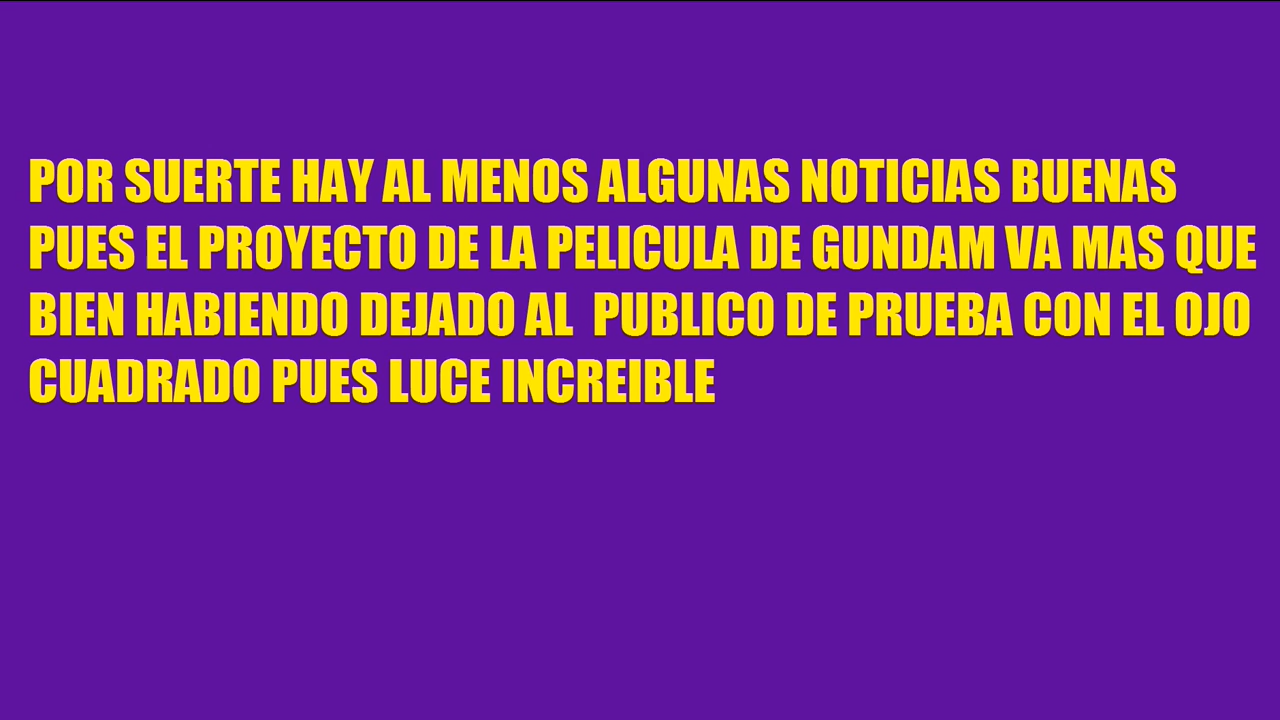 POR SUERTE HAY AL MENOS ALGUNAS NOTICIAS BUENAS
PUES EL PROYECTO DE LA PELICULA DE GUNDAM VA MAS QUE
BIEN HABIENDO DEJADO AL  PUBLICO DE PRUEBA CON EL OJO
CUADRADO PUES LUCE INCREIBLE